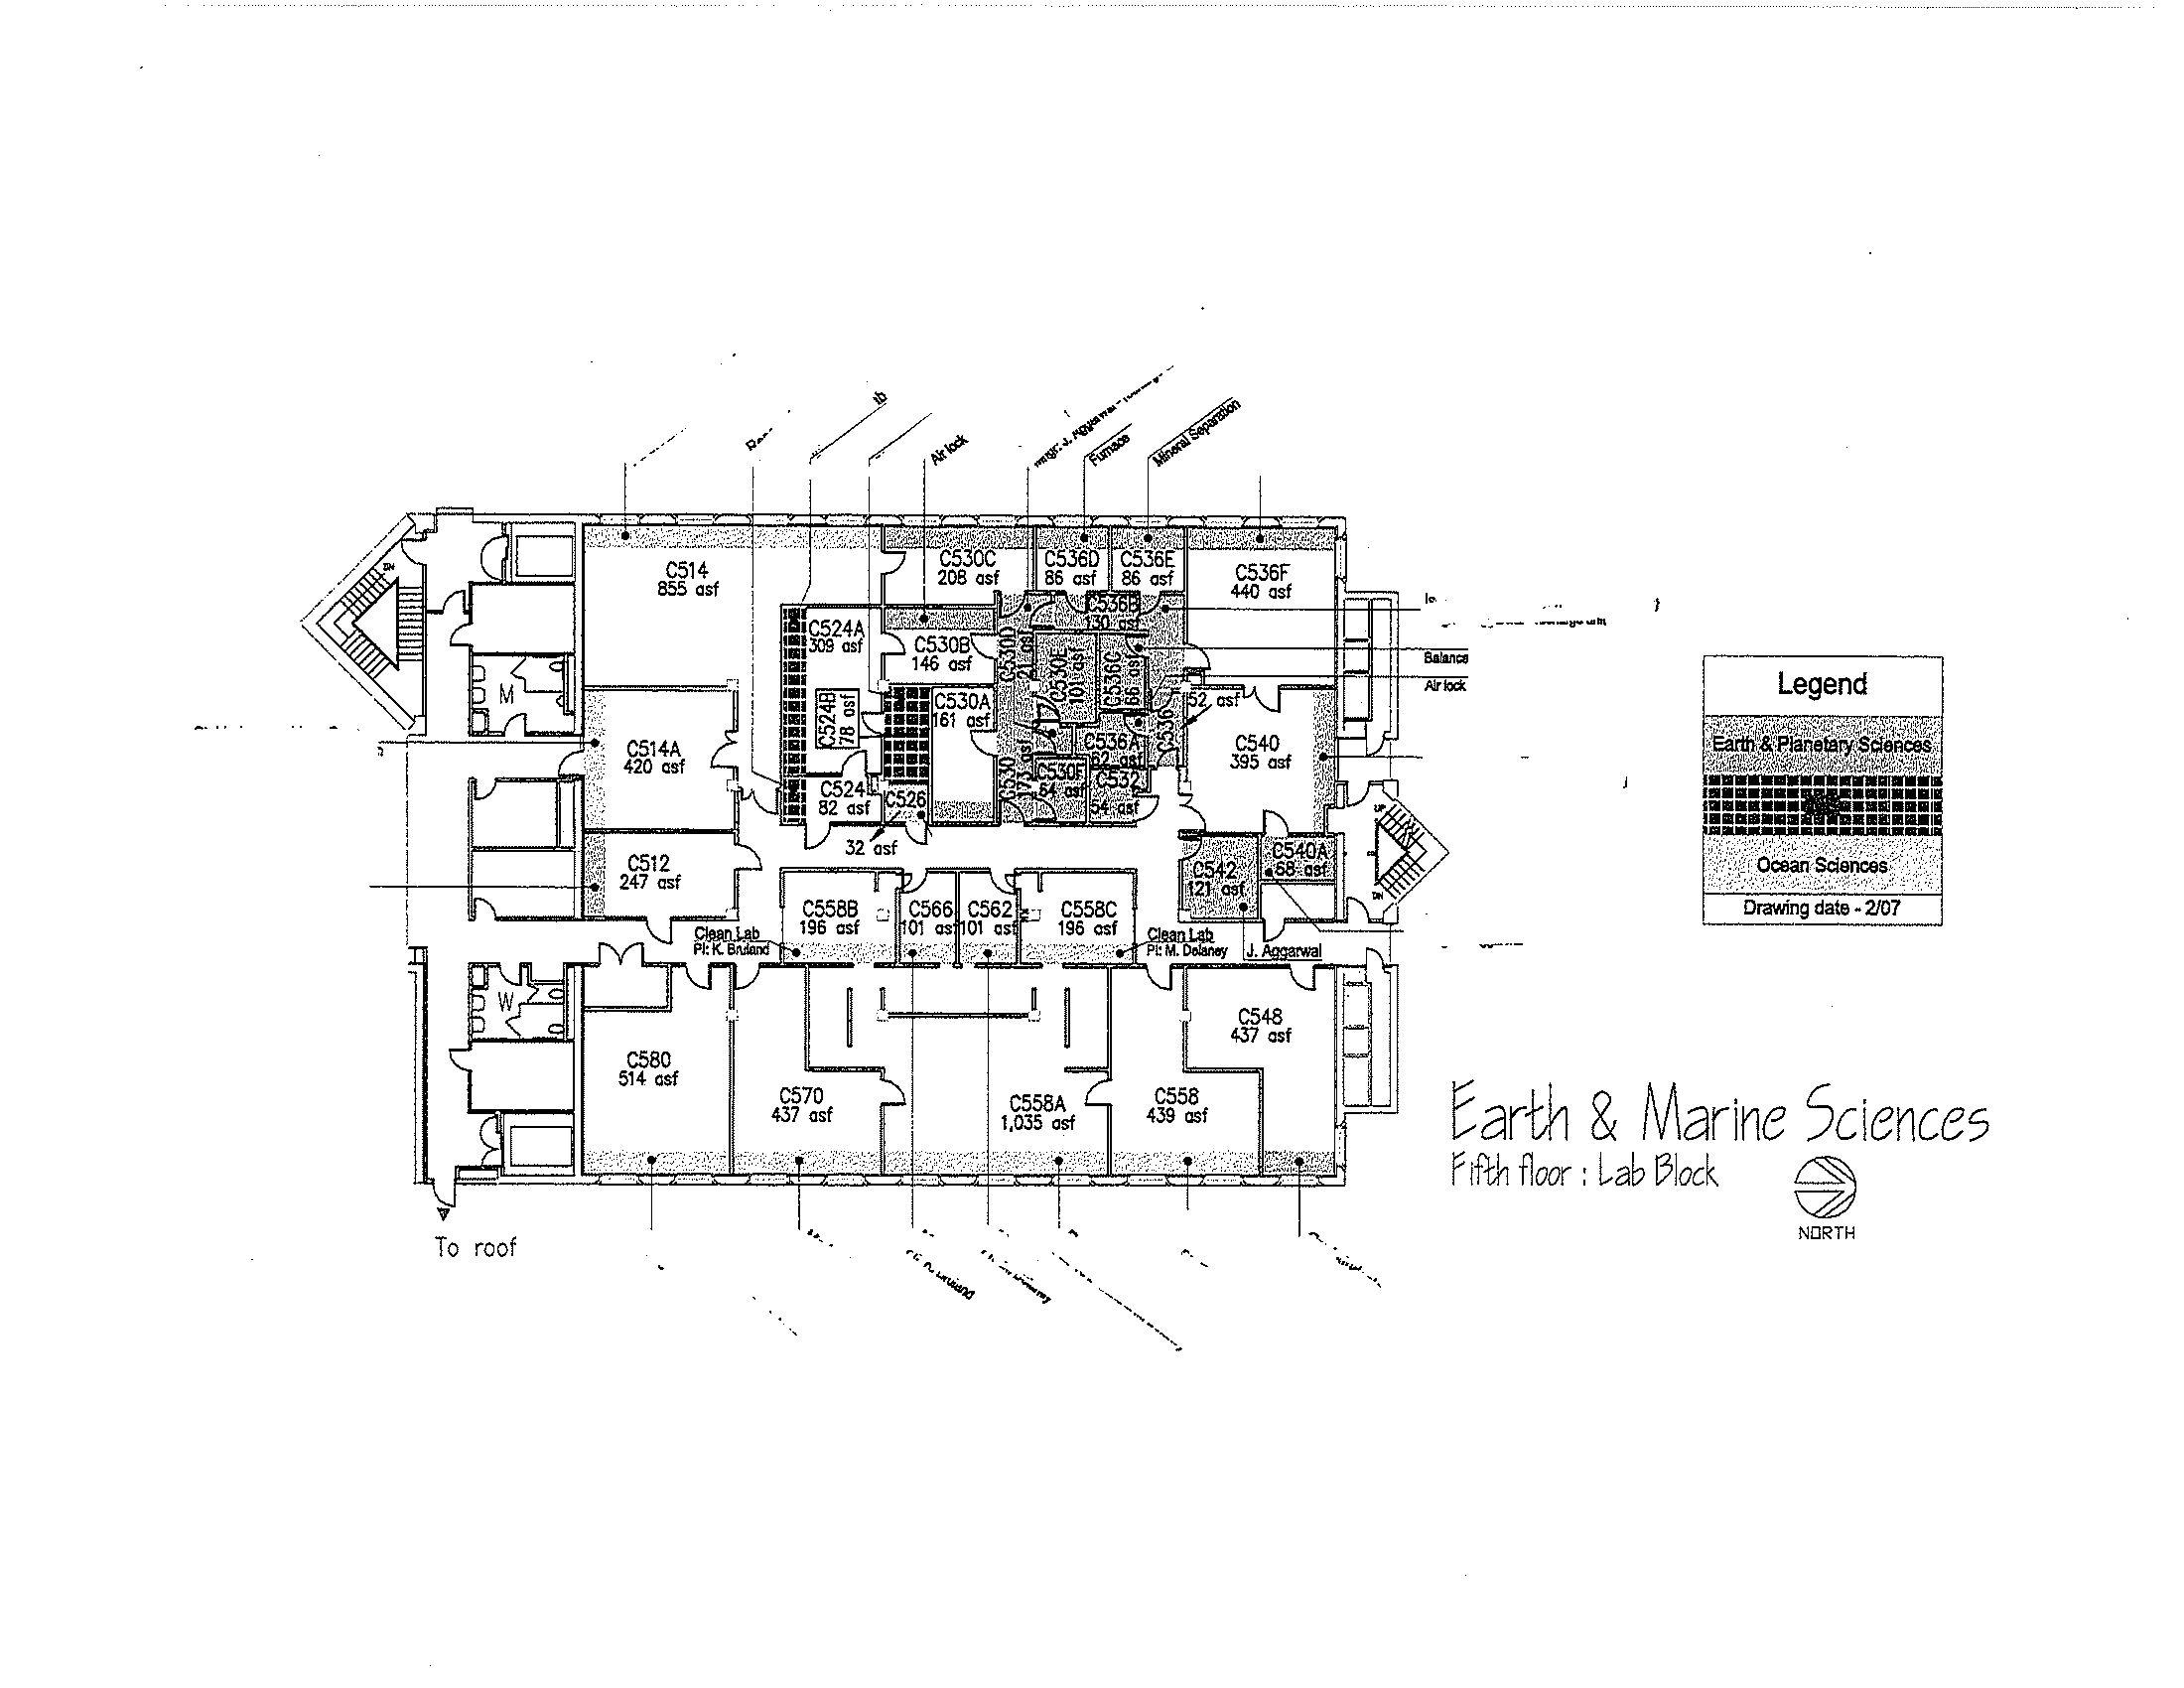 Air lock
Furnace
Mineral Separation
C514
855 asf
C530C
208 asf
C536D
86 asf
C536E
86 asf
C536F
440 asf
DN
C524A
309 asf
C530B
146 asf
C536B
130 asf
C530D
21 asf
C530E
101 asf
C536C
66 asf
Balance
Air lock
M
C514A
420 asf
C524B
78 asf
C530A
161 asf
C530
173 asf
C536A
62 asf
C536
52 asf
C540
395 asf
C524
82 asf
C526
32 asf
C530F
64 asf
C532
54 asf
UP
DN
C512
247 asf
C542
121 asf
C540A
68 asf
C558B
196 asf
C566
101 asf
C562
101 asf
C558C
196 asf
Clean Lab
PI: K. Bruland
Clean Lab
PI: M. Delaney
J. Aggarwal
W
C580
514 asf
C570
437 asf
C558A
1,035 asf
C558
439 asf
C548
437 asf
To roof
Legend
Earth & Planetary Sciences
Ocean Sciences
Drawing date - 2/07
Earth & Marine Sciences
Fifth floor : Lab Block
NORTH